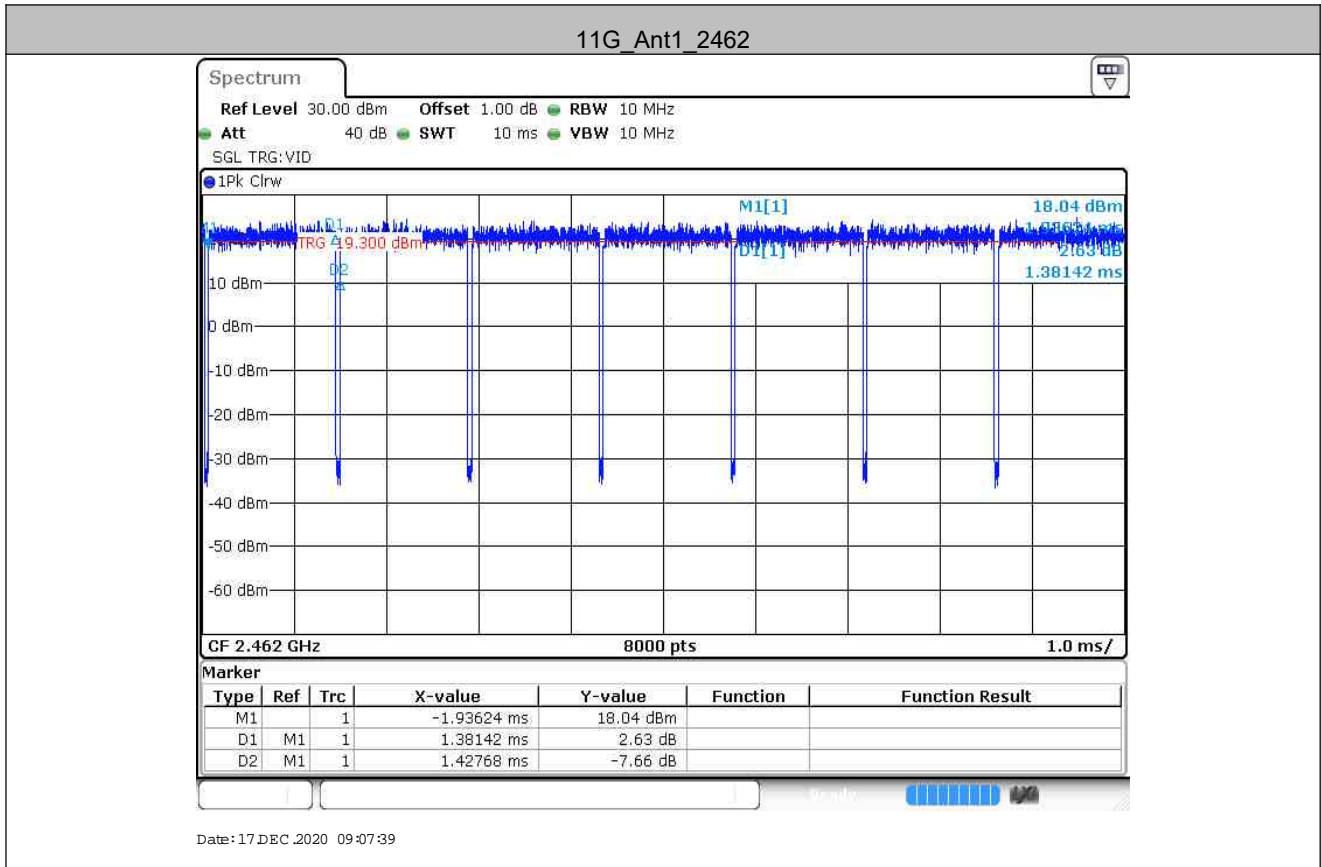 11G_Ant1_2462
Spectrum
Ref Level 30.00 dBm Offset 1.00 dB RBW 10 MHz
Att 40 dB SWT 10 ms VBW 10 MHz
SGL TRG:VID
1Pk Clrw
M1[1] 18.04 dBm
D1
TRG 19.300 dBm
D1[1] 2.63 dB
D2
1.38142 ms
10 dBm
0 dBm
-10 dBm
-20 dBm
-30 dBm
-40 dBm
-50 dBm
-60 dBm
CF 2.462 GHz 8000 pts 1.0 ms/
Marker
Type Ref Trc X-value Y-value Function Function Result
M1 1 -1.93624 ms 18.04 dBm
D1 M1 1 1.38142 ms 2.63 dB
D2 M1 1 1.42768 ms -7.66 dB
Date:17.DEC.2020 09:07:39